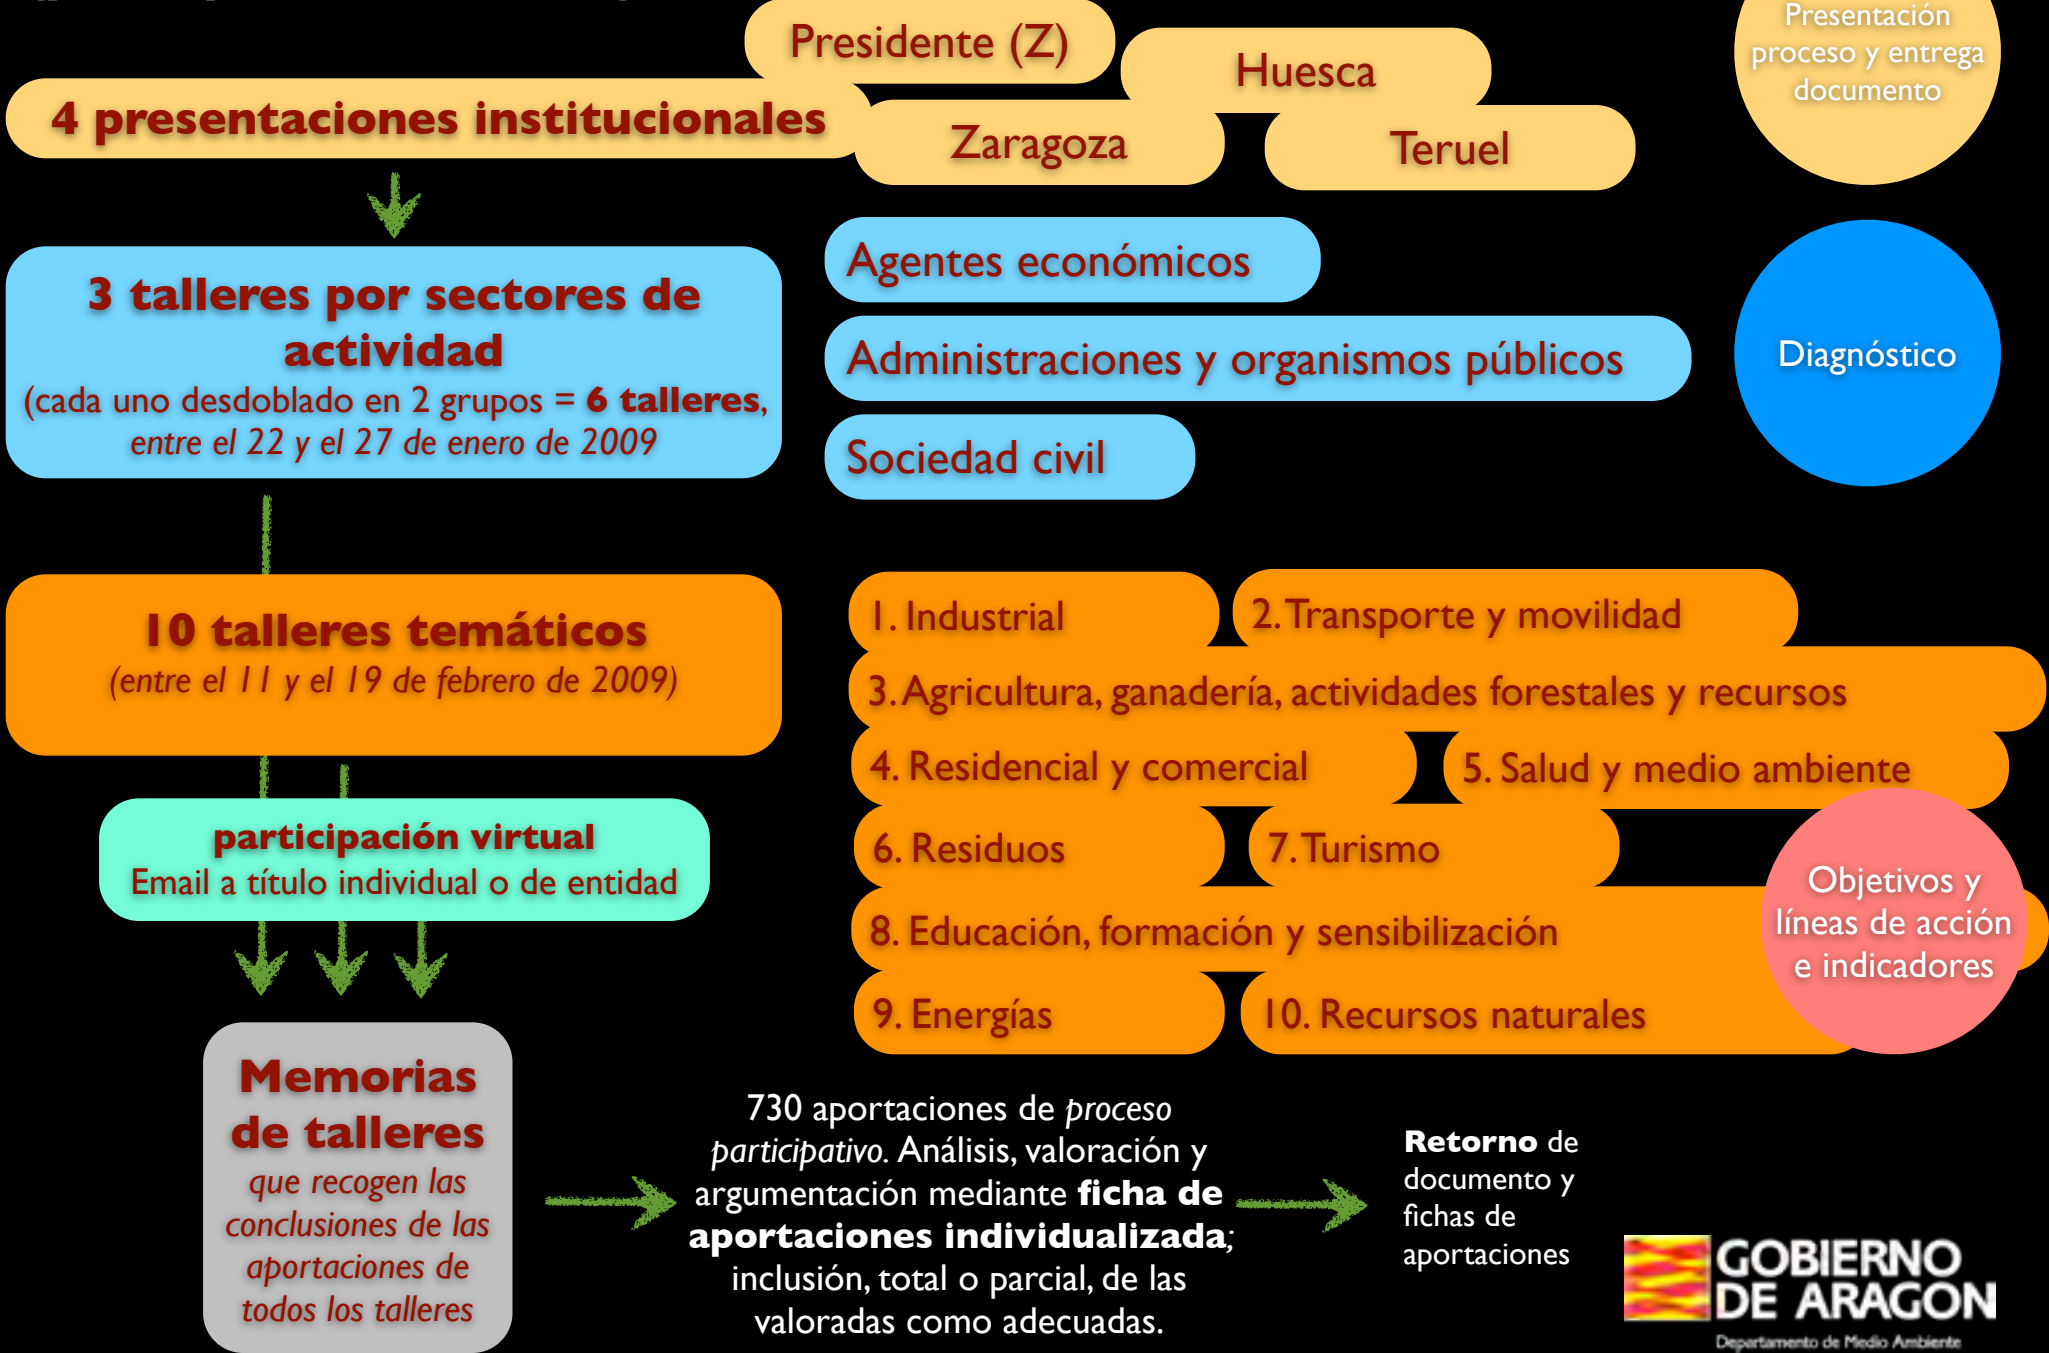 Presidente (Z)
Huesca
4 presentaciones institucionales
Zaragoza
Teruel
Presentación
proceso y entrega
documento
3 talleres por sectores de
actividad
(cada uno desdoblado en 2 grupos = 6 talleres,
entre el 22 y el 27 de enero de 2009
Agentes económicos
Administraciones y organismos públicos
Sociedad civil
Diagnóstico
10 talleres temáticos
(entre el 11 y el 19 de febrero de 2009)
1. Industrial
2. Transporte y movilidad
3. Agricultura, ganadería, actividades forestales y recursos
4. Residencial y comercial
5. Salud y medio ambiente
6. Residuos
7. Turismo
8. Educación, formación y sensibilización
9. Energías
10. Recursos naturales
Objetivos y
líneas de acción
e indicadores
participación virtual
Email a título individual o de entidad
Memorias
de talleres
que recogen las
conclusiones de las
aportaciones de
todos los talleres
730 aportaciones de proceso
participativo. Análisis, valoración y
argumentación mediante ficha de
aportaciones individualizada;
inclusión, total o parcial, de las
valoradas como adecuadas.
Retorno de
documento y
fichas de
aportaciones
GOBIERNO
DE ARAGON
Departamento de Medio Ambiente